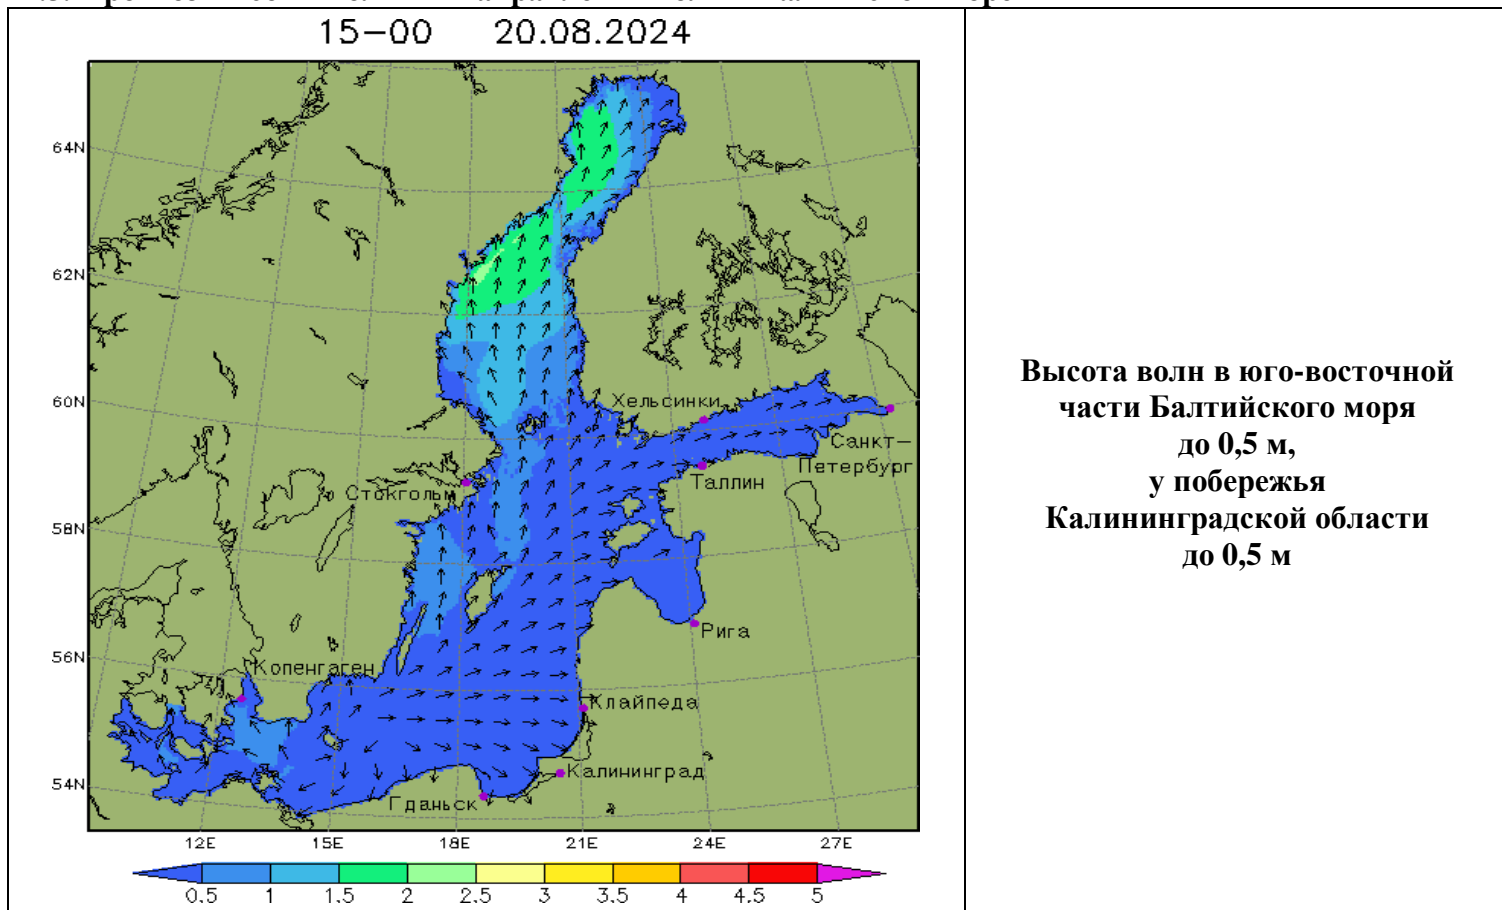 15-00 20.08.2024
64N
62N
60N
58N
56N
54N
Хельсинки
Санкт-
Петербург
Таллин
Стокгольм
Рига
Копенгаген
Клайпеда
Калининград
Гданьск
12E 15E 18E 21E 24E 27E
0.5 1 1.5 2 2.5 3 3.5 4 4.5 5
Высота волн в юго-восточной
части Балтийского моря
до 0,5 м,
у побережья
Калининградской области
до 0,5 м